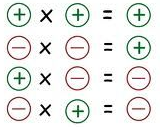 + × + = +
− × − = +
+ × − = −
− × + = −